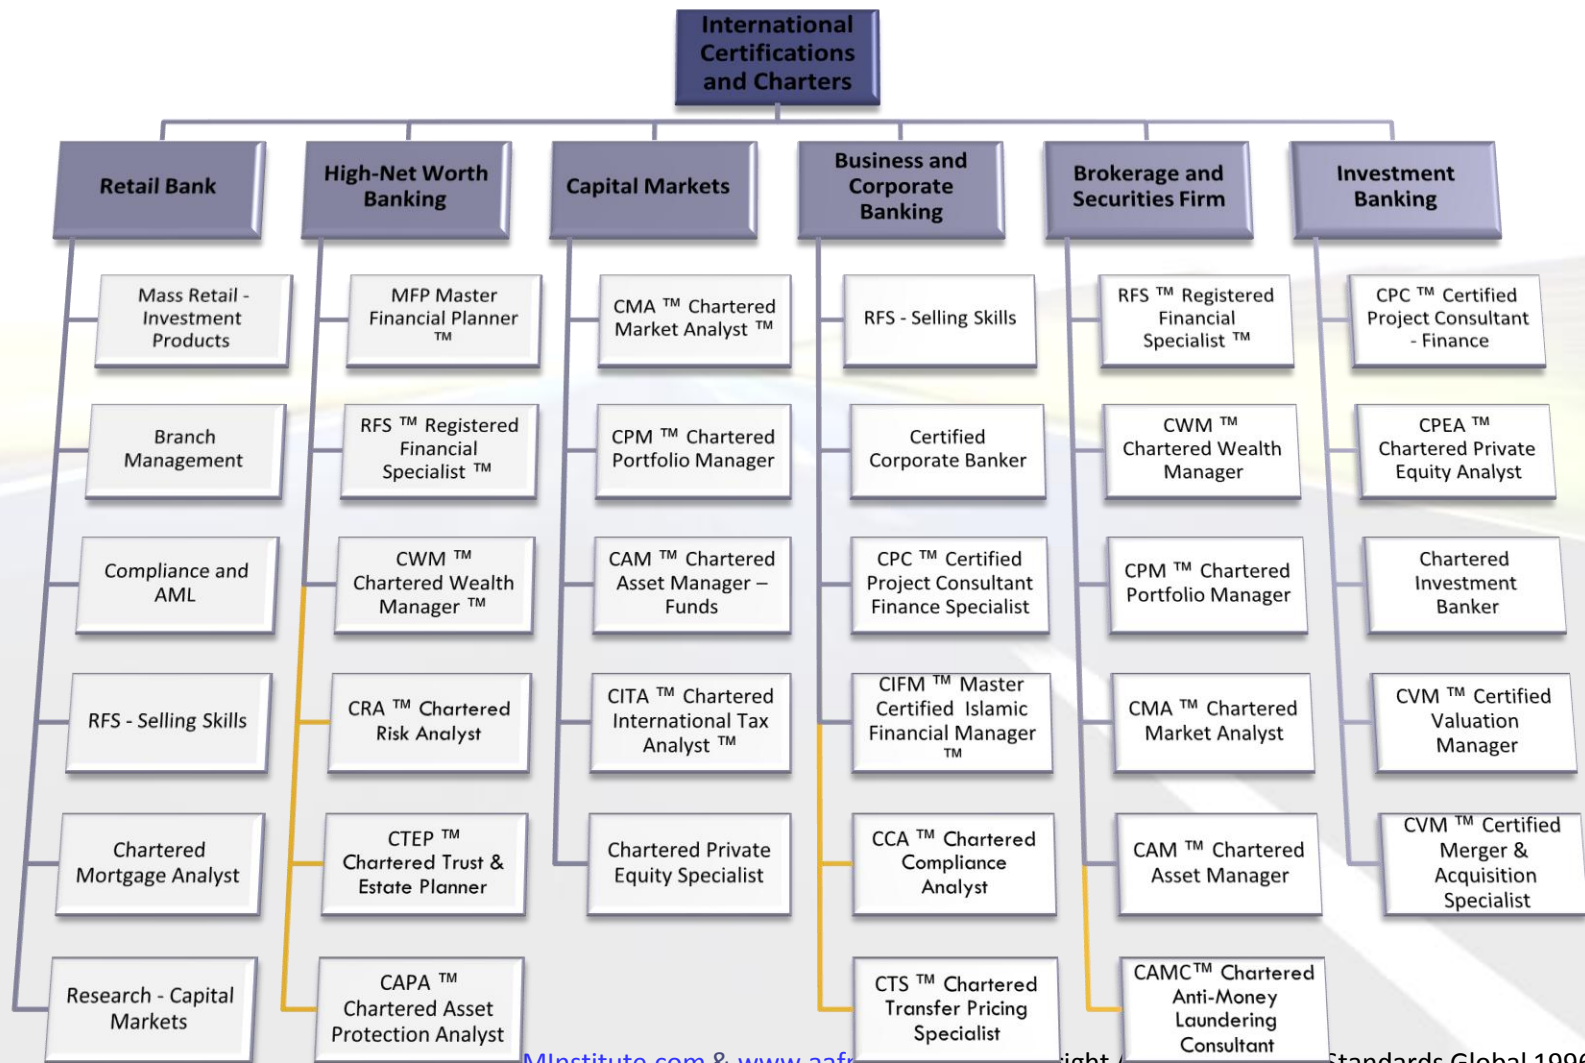 International
Certifications
and Charters
Retail Bank
High-Net Worth
Banking
Capital Markets
Business and
Corporate
Banking
Brokerage and
Securities Firm
Investment
Banking
Mass Retail -
Investment
Products
Branch
Management
Compliance and
AML
RFS - Selling Skills
Chartered
Mortgage Analyst
Research - Capital
Markets
MFP Master
Financial Planner
™
RFS ™ Registered
Financial
Specialist ™
CWM ™
Chartered Wealth
Manager ™
CRA ™ Chartered
Risk Analyst
CTEP ™
Chartered Trust &
Estate Planner
CAPA ™
Chartered Asset
Protection Analyst
CMA ™ Chartered
Market Analyst ™
CPM ™ Chartered
Portfolio Manager
CAM ™ Chartered
Asset Manager –
Funds
CITA ™ Chartered
International Tax
Analyst ™
Chartered Private
Equity Specialist
RFS - Selling Skills
Certified
Corporate Banker
CPC ™ Certified
Project Consultant
Finance Specialist
CIFM ™ Master
Certified Islamic
Financial Manager
™
CCA ™ Chartered
Compliance
Analyst
CTS ™ Chartered
Transfer Pricing
Specialist
RFS ™ Registered
Financial
Specialist ™
CWM ™
Chartered Wealth
Manager
CPM ™ Chartered
Portfolio Manager
CMA ™ Chartered
Market Analyst
CAM ™ Chartered
Asset Manager
CAMC™ Chartered
Anti-Money
Laundering
Consultant
CPC ™ Certified
Project Consultant
- Finance
CPEA ™
Chartered Private
Equity Analyst
Chartered
Investment
Banker
CVM ™ Certified
Valuation
Manager
CVM ™ Certified
Merger &
Acquisition
Specialist
MInstitute.com & Standards Global 1996